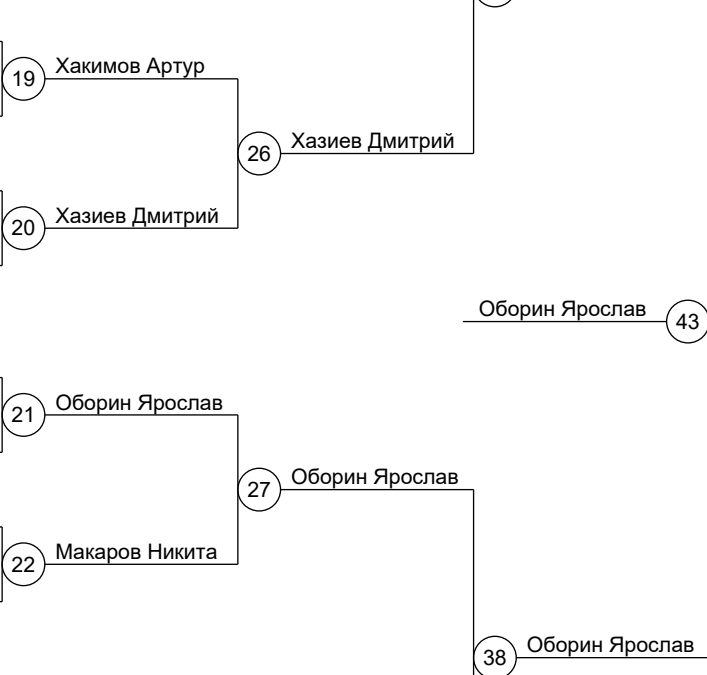 19 Хакимов Артур
26 Хазиев Дмитрий
20 Хазиев Дмитрий
Оборин Ярослав 43
21 Оборин Ярослав
27 Оборин Ярослав
22 Макаров Никита
38 Оборин Ярослав